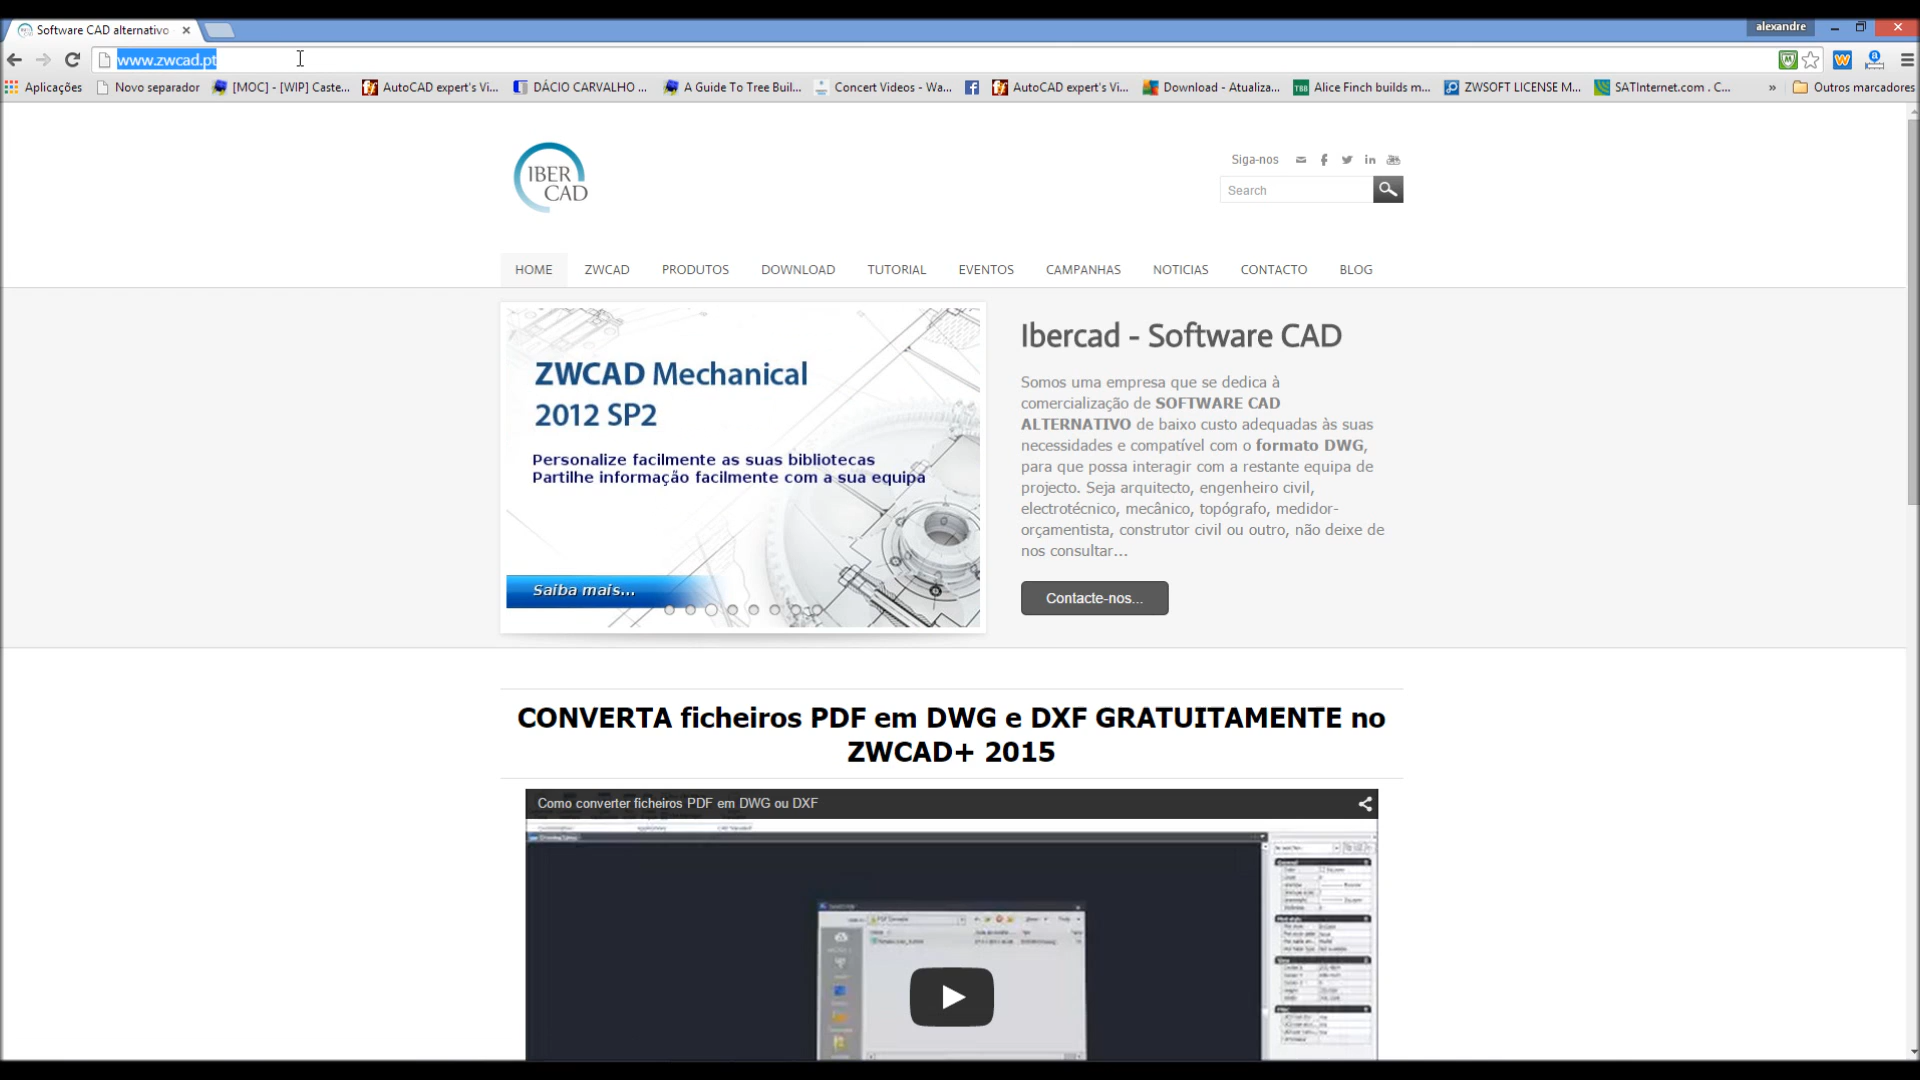 Software CAD alternativo
alexandre
www.zwcad.pt
Aplicações
Novo separador
[MOC] - [WIP] Caste...
AutoCAD expert's Vi...
DÁCIO CARVALHO ...
A Guide To Tree Buil...
Concert Videos - Wa...
AutoCAD expert's Vi...
Download - Atualiza...
Alice Finch builds m...
ZWSOFT LICENSE M...
SATInternet.com . C...
»
Outros marcadores
IBER
CAD
Siga-nos
Search
HOME ZWCAD PRODUTOS DOWNLOAD TUTORIAL EVENTOS CAMPANHAS NOTICIAS CONTACTO BLOG
ZWCAD Mechanical
2012 SP2
Personalize facilmente as suas bibliotecas
Partilhe informação facilmente com a sua equipa
Saiba mais...
Ibercad - Software CAD
Somos uma empresa que se dedica à
comercialização de SOFTWARE CAD
ALTERNATIVO de baixo custo adequadas às suas
necessidades e compatível com o formato DWG,
para que possa interagir com a restante equipa de
projecto. Seja arquitecto, engenheiro civil,
electrotécnico, mecânico, topógrafo, medidor-
orçamentista, construtor civil ou outro, não deixe de
nos consultar...
Contacte-nos...
CONVERTA ficheiros PDF em DWG e DXF GRATUITAMENTE no
ZWCAD+ 2015
Como converter ficheiros PDF em DWG ou DXF